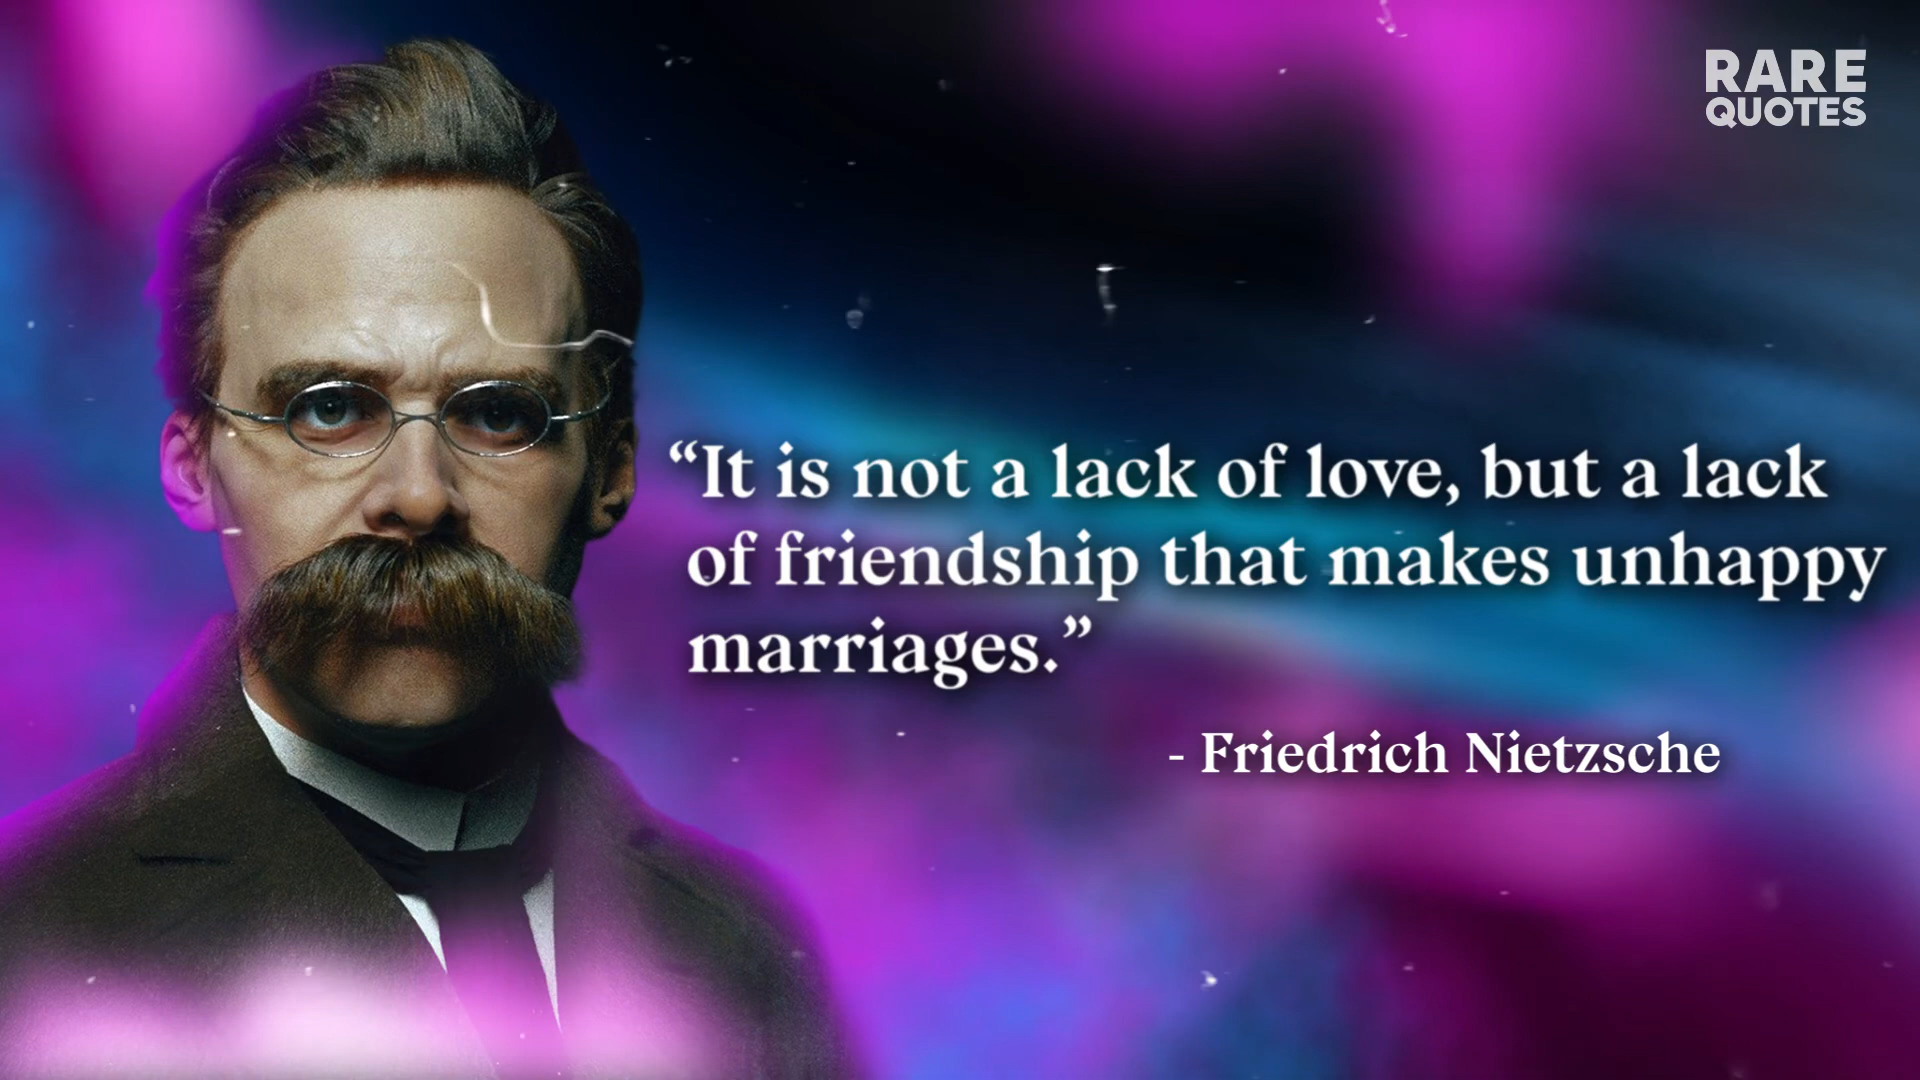 RARE
QUOTES
“It is not a lack of love, but a lack
of friendship that makes unhappy
marriages.”
- Friedrich Nietzsche